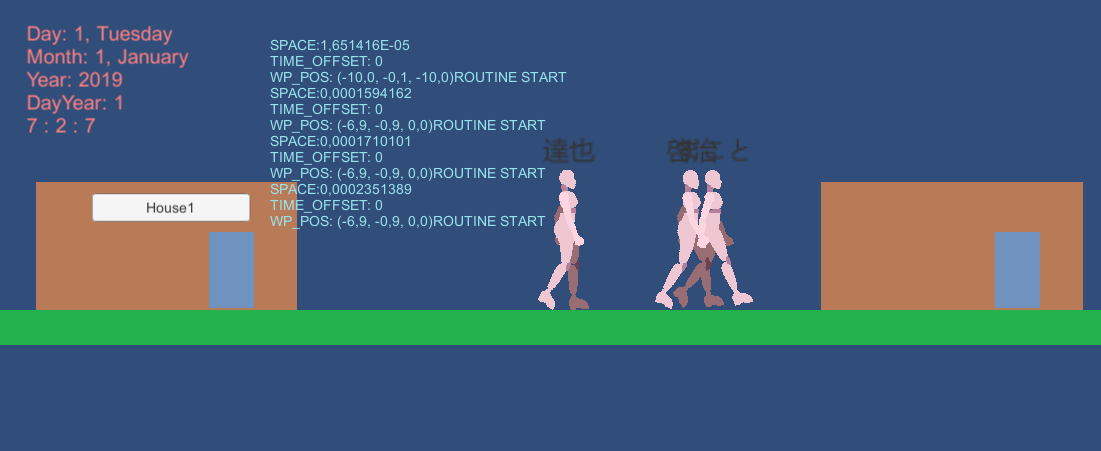 Day: 1, Tuesday
Month: 1, January
Year: 2019
DayYear: 1
7 : 2 : 7
SPACE:1,651416E-05
TIME_OFFSET: 0
WP_POS: (-10,0, -0,1, -10,0)ROUTINE START
SPACE:0,0001594162
TIME_OFFSET: 0
WP_POS: (-6,9, -0,9, 0,0)ROUTINE START
SPACE:0,0001710101
TIME_OFFSET: 0
WP_POS: (-6,9, -0,9, 0,0)ROUTINE START
SPACE:0,0002351389
TIME_OFFSET: 0
WP_POS: (-6,9, -0,9, 0,0)ROUTINE START
達也
House1